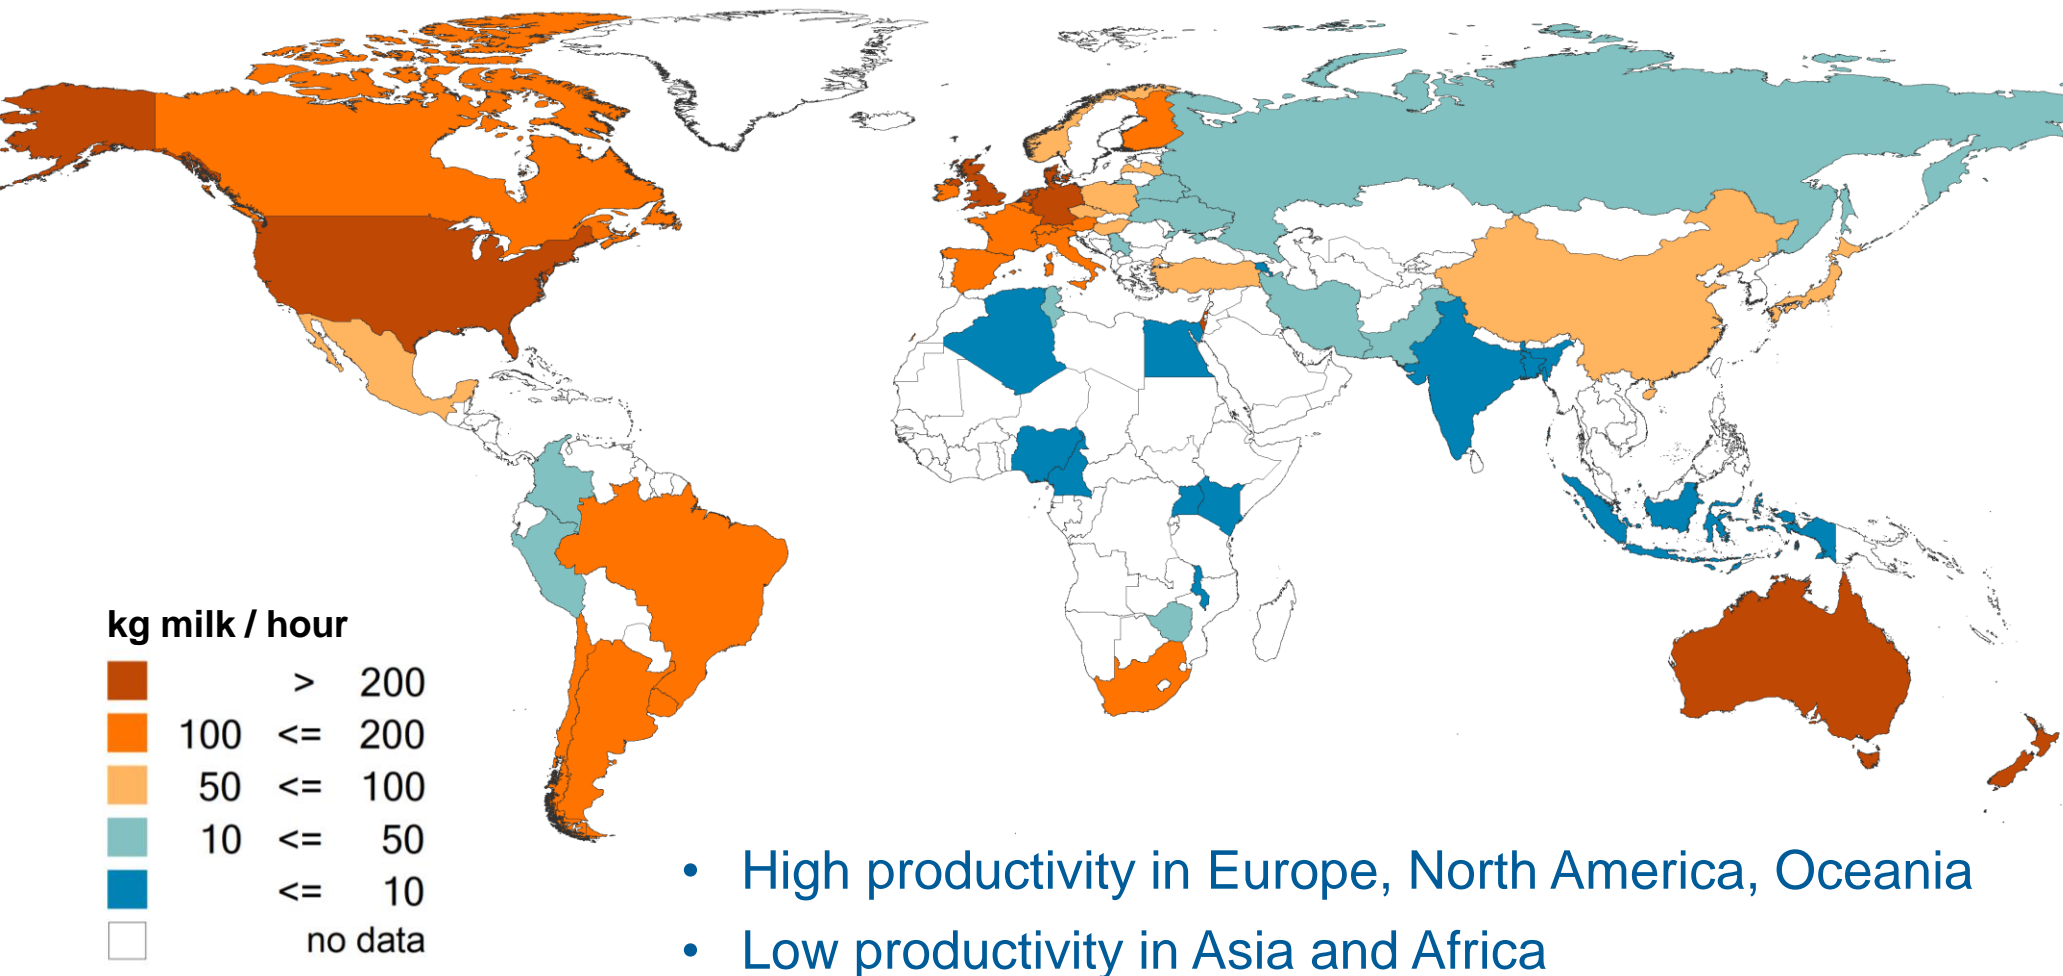 kg milk / hour
> 200
100 <= 200
50 <= 100
10 <= 50
<= 10
no data
• High productivity in Europe, North America, Oceania
• Low productivity in Asia and Africa